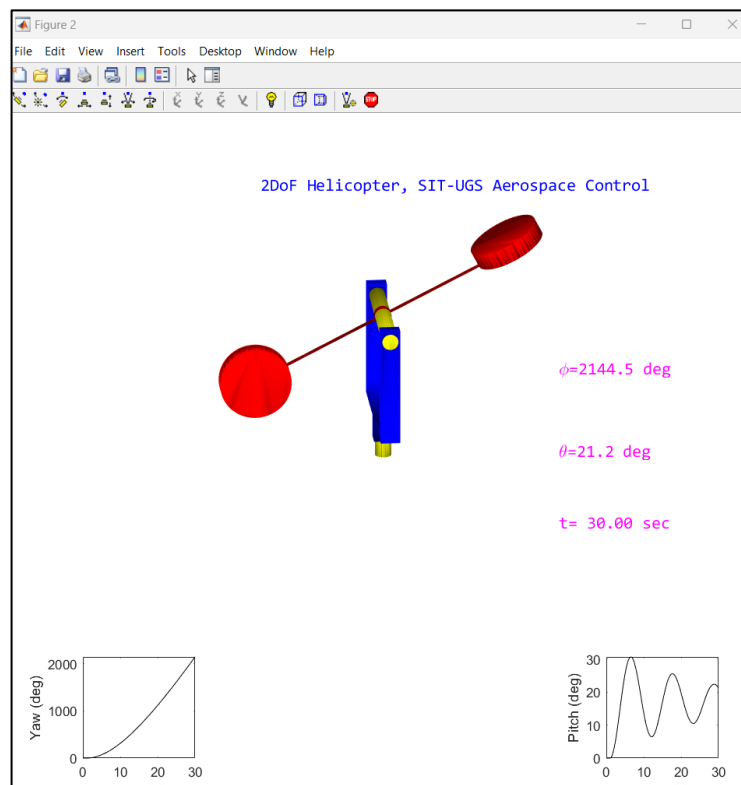 Figure 2
File Edit View Insert Tools Desktop Window Help
X Y Z V
STOP
2DoF Helicopter, SIT-UGS Aerospace Control
ϕ=2144.5 deg
θ=21.2 deg
t= 30.00 sec
Yaw (deg)
2000
1000
0
0 10 20 30
Pitch (deg)
30
20
10
0
0 10 20 30